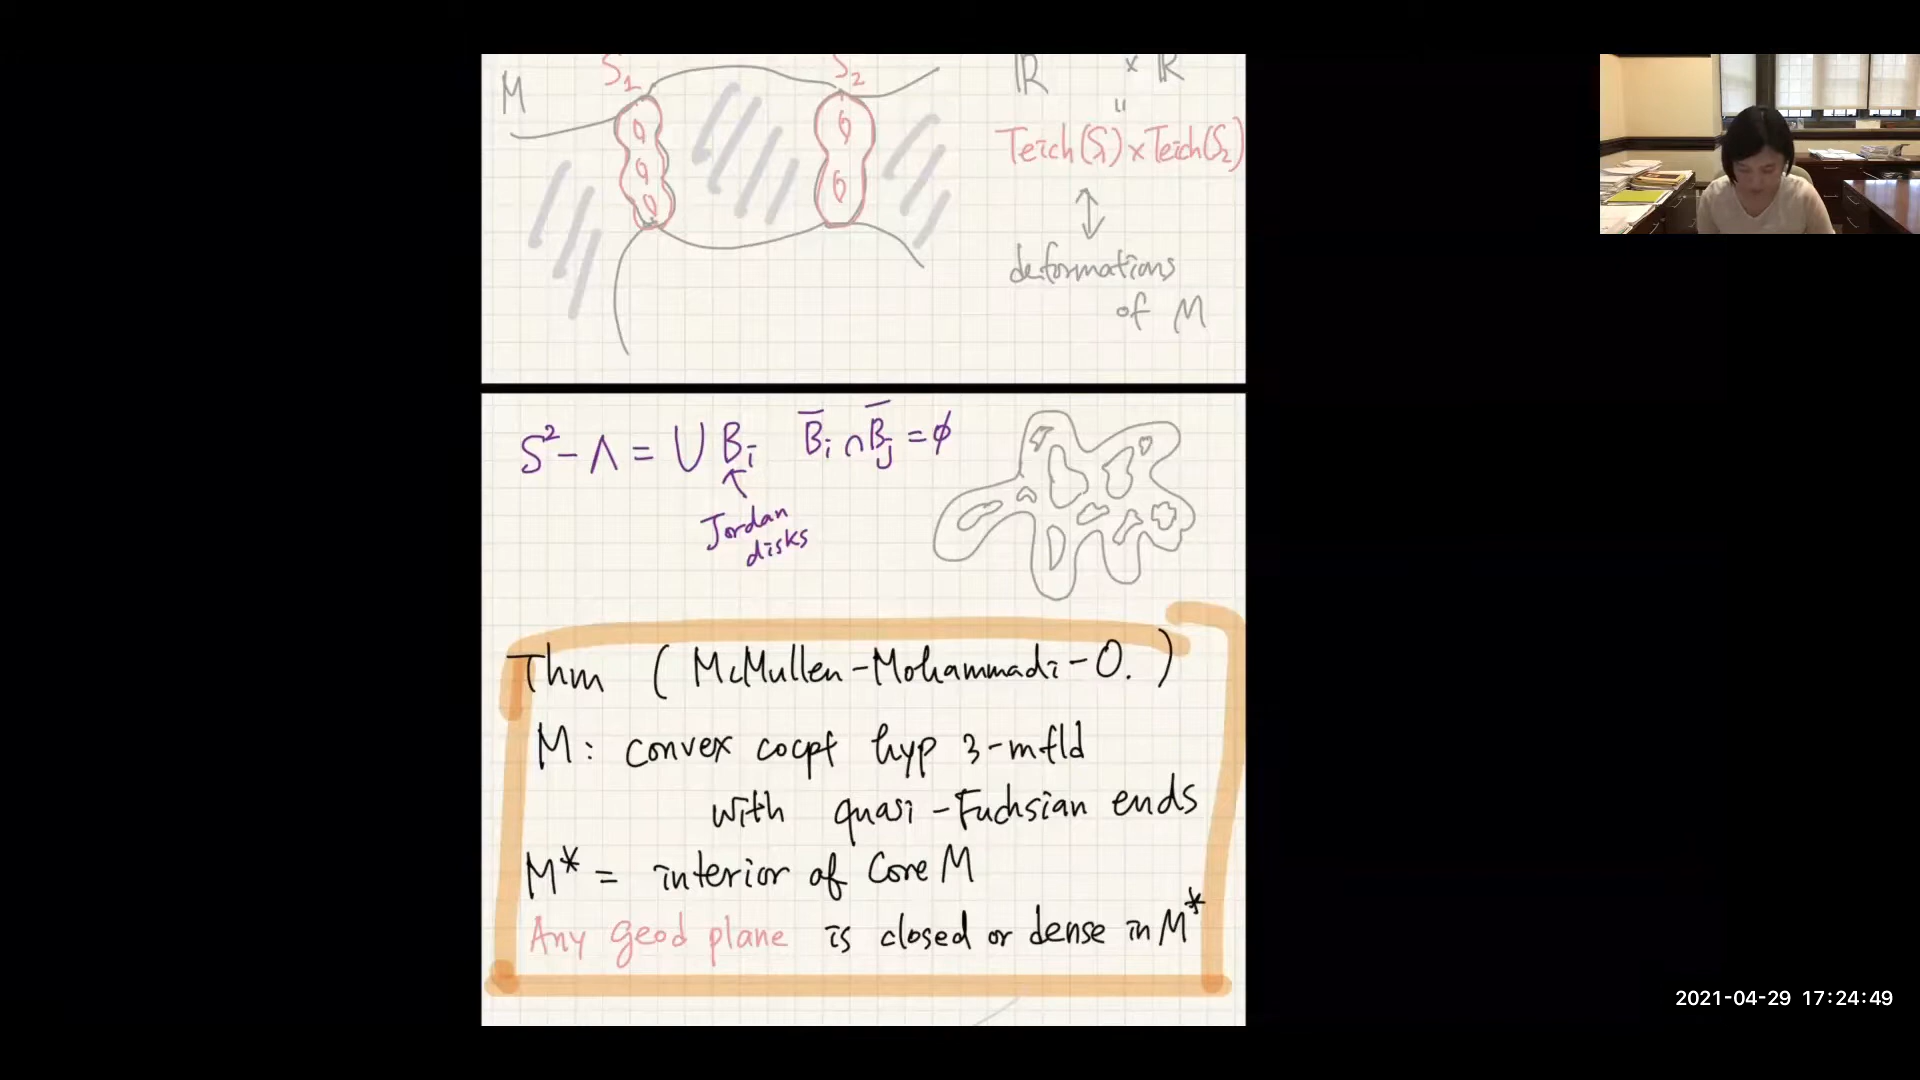 M S₁ S₂ ℝ × ℝ
"
Teich(S₁)×Teich(S₂)
↕
deformations
of M
S² - Λ = ∪ Bᵢ B̅ᵢ ∩ B̅ⱼ = ϕ
↑
Jordan
disks
Thm (McMullen-Mohammadi-O.)
M: convex cocpt hyp 3-mfld
with quasi-Fuchsian ends
M* = interior of Core M
Any geod plane is closed or dense in M*
2021-04-29 17:24:49